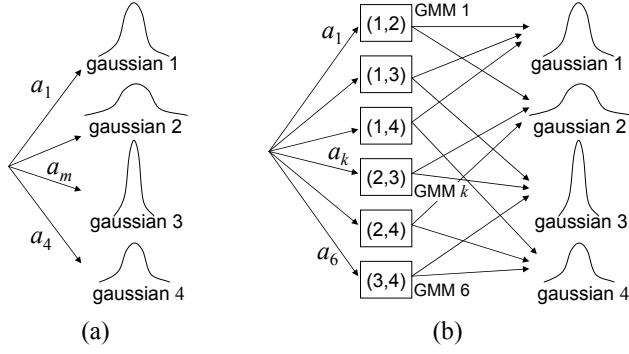 a1
gaussian 1
gaussian 2
am
gaussian 3
a4
gaussian 4
(a)
a1
(1,2)
GMM 1
(1,3)
(1,4)
ak
(2,3)
GMM k
(2,4)
a6
(3,4)
GMM 6
gaussian 1
gaussian 2
gaussian 3
gaussian 4
(b)